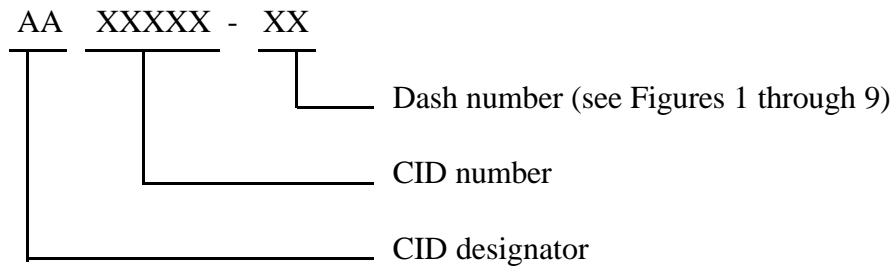 AA XXXXX - XX
Dash number (see Figures 1 through 9)
CID number
CID designator